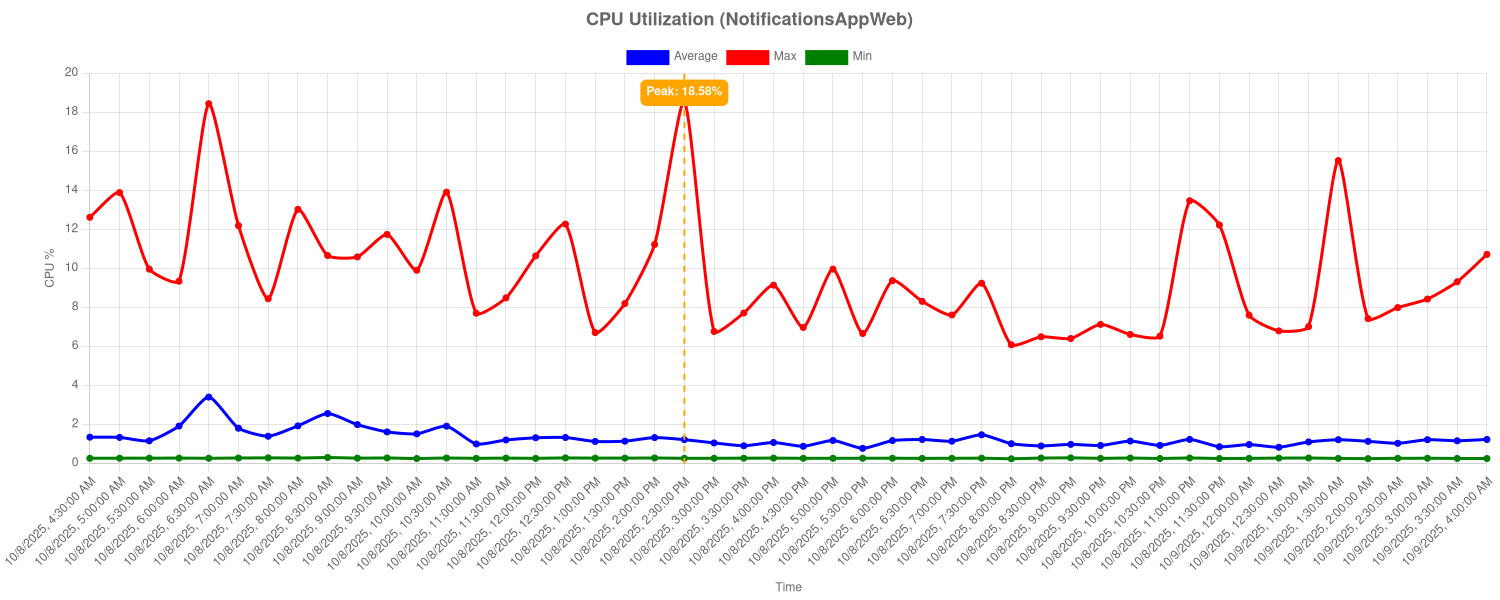 CPU Utilization (NotificationsAppWeb)
Average Max Min
Peak: 18.58%
CPU %
20
18
16
14
12
10
8
6
4
2
0
10/8/2025, 4:30:00 AM
10/8/2025, 5:00:00 AM
10/8/2025, 5:30:00 AM
10/8/2025, 6:00:00 AM
10/8/2025, 6:30:00 AM
10/8/2025, 7:00:00 AM
10/8/2025, 7:30:00 AM
10/8/2025, 8:00:00 AM
10/8/2025, 8:30:00 AM
10/8/2025, 9:00:00 AM
10/8/2025, 9:30:00 AM
10/8/2025, 10:00:00 AM
10/8/2025, 10:30:00 AM
10/8/2025, 11:00:00 AM
10/8/2025, 11:30:00 AM
10/8/2025, 12:00:00 PM
10/8/2025, 12:30:00 PM
10/8/2025, 1:00:00 PM
10/8/2025, 1:30:00 PM
10/8/2025, 2:00:00 PM
10/8/2025, 2:30:00 PM
10/8/2025, 3:00:00 PM
10/8/2025, 3:30:00 PM
10/8/2025, 4:00:00 PM
10/8/2025, 4:30:00 PM
10/8/2025, 5:00:00 PM
10/8/2025, 5:30:00 PM
10/8/2025, 6:00:00 PM
10/8/2025, 6:30:00 PM
10/8/2025, 7:00:00 PM
10/8/2025, 7:30:00 PM
10/8/2025, 8:00:00 PM
10/8/2025, 8:30:00 PM
10/8/2025, 9:00:00 PM
10/8/2025, 9:30:00 PM
10/8/2025, 10:00:00 PM
10/8/2025, 10:30:00 PM
10/8/2025, 11:00:00 PM
10/8/2025, 11:30:00 PM
10/9/2025, 12:00:00 AM
10/9/2025, 12:30:00 AM
10/9/2025, 1:00:00 AM
10/9/2025, 1:30:00 AM
10/9/2025, 2:00:00 AM
10/9/2025, 2:30:00 AM
10/9/2025, 3:00:00 AM
10/9/2025, 3:30:00 AM
10/9/2025, 4:00:00 AM
Time